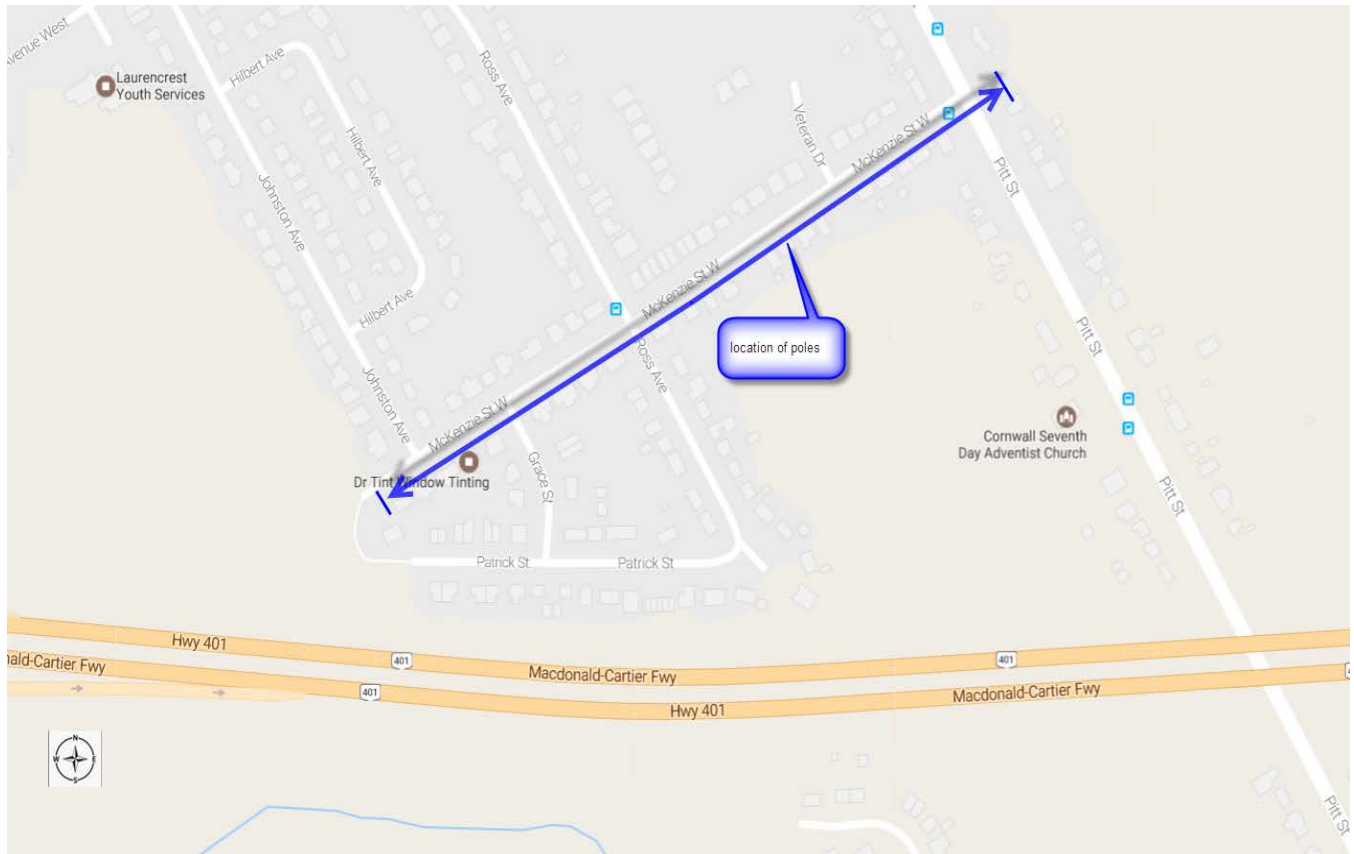 Avenue West
Laurencrest
Youth Services
Hilbert Ave
Ross Ave
Hilbert Ave
Veteran Dr
McKenzie St W
Pitt St
Johnston Ave
McKenzie St W
Hilbert Ave
location of poles
Pitt St
Ross Ave
Johnston Ave
McKenzie St W
Cornwall Seventh
Day Adventist Church
Dr Tint Window Tinting
Grace St
Pitt St
Patrick St
Patrick St
Hwy 401
401
401
nald-Cartier Fwy
Macdonald-Cartier Fwy
401
Macdonald-Cartier Fwy
Hwy 401
N
W E
S
Pitt St